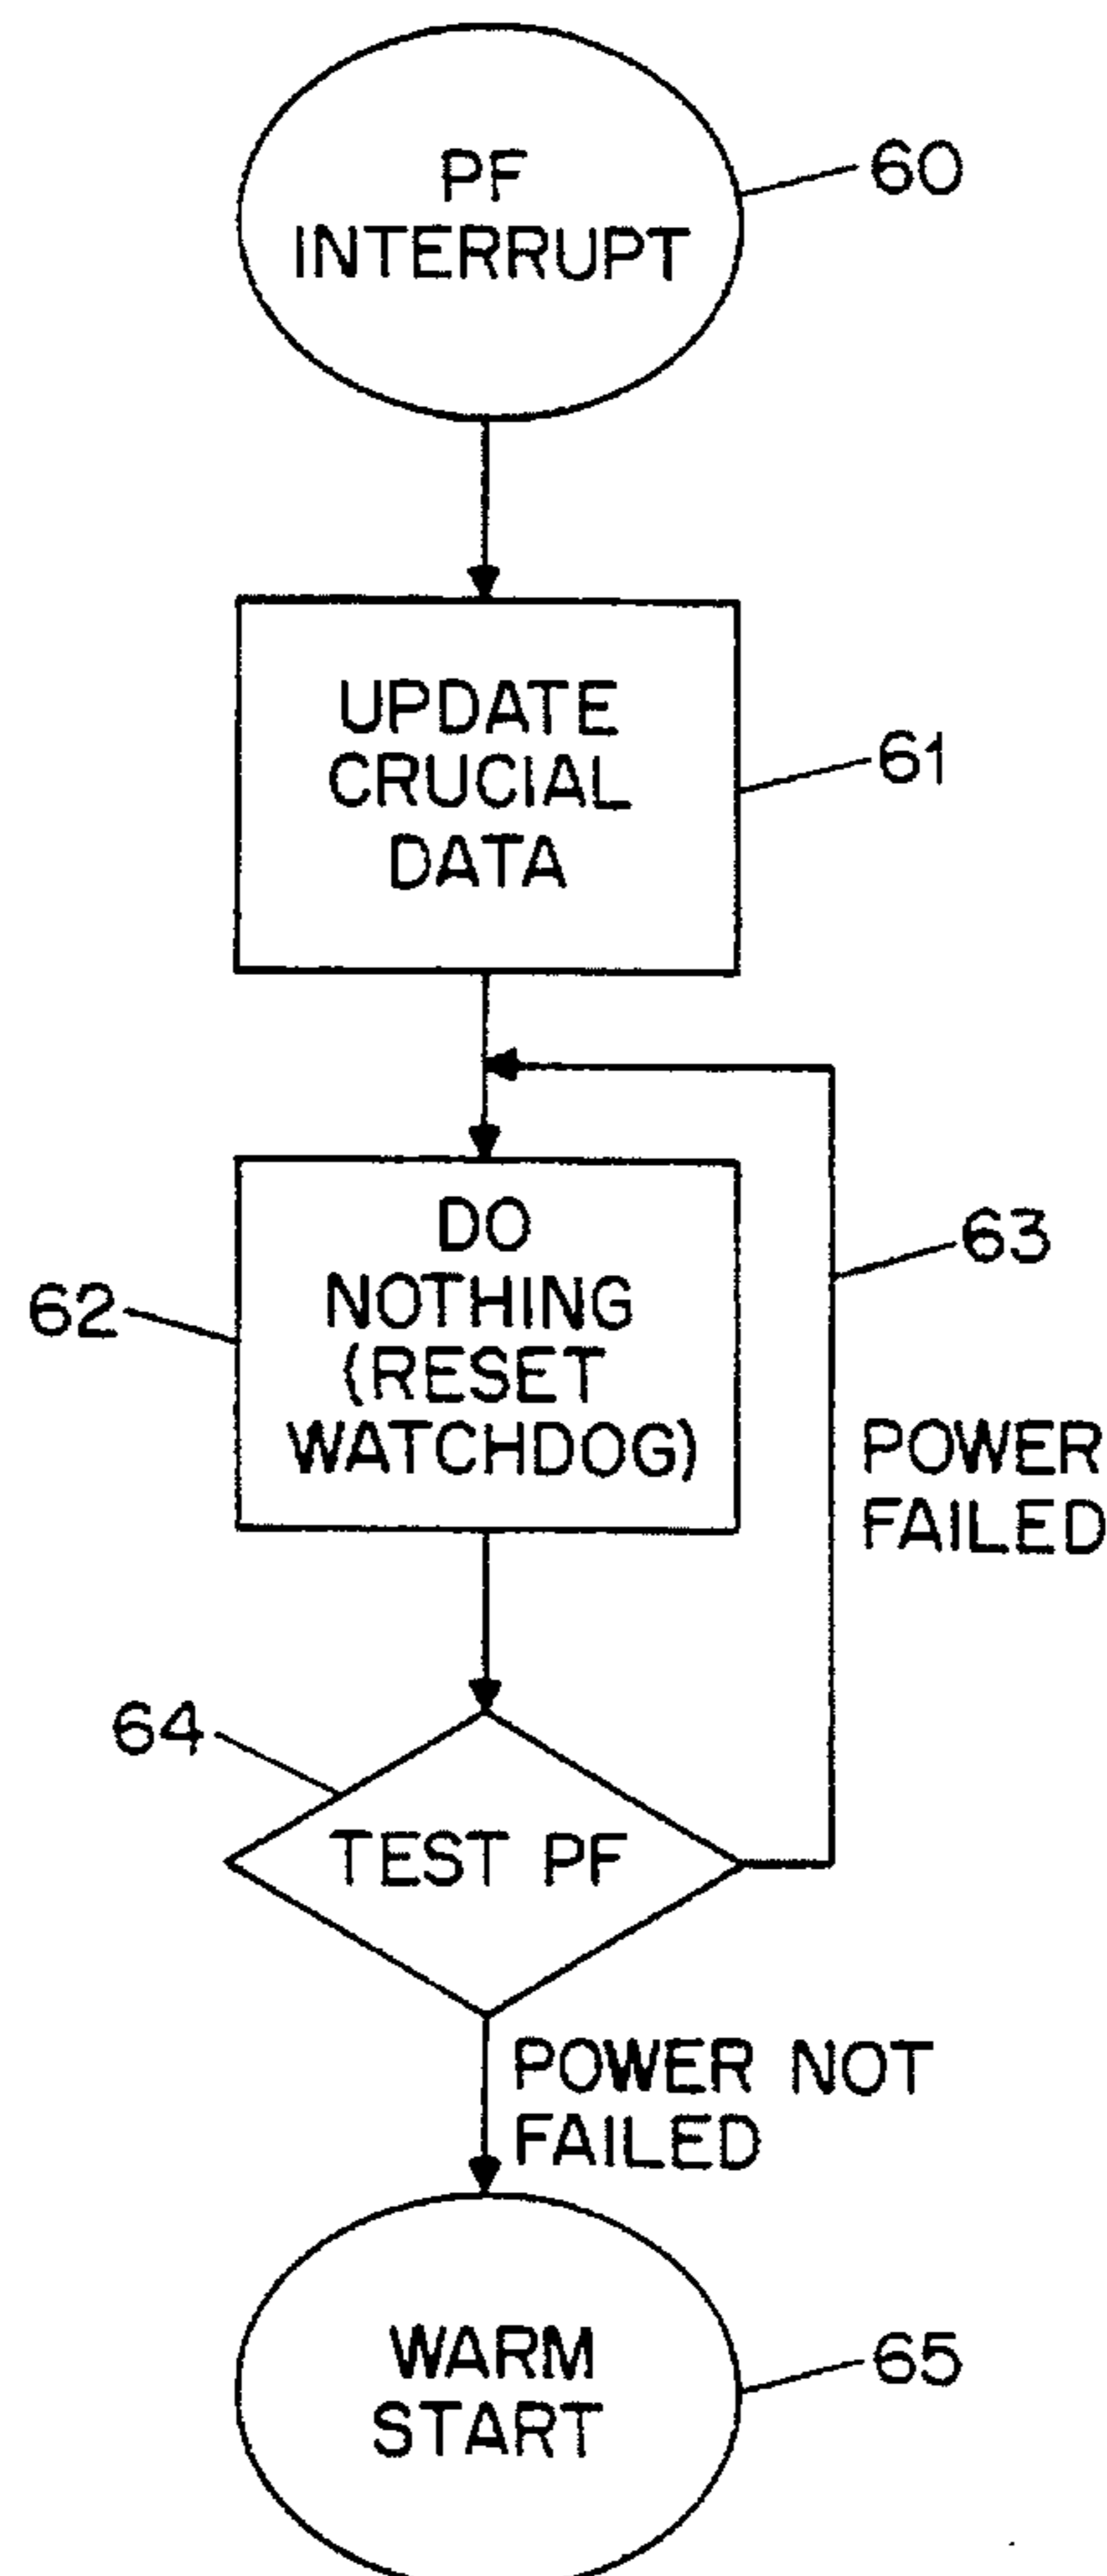 PF
INTERRUPT
60
UPDATE
CRUCIAL
DATA
61
DO
NOTHING
(RESET
WATCHDOG)
62
63
POWER
FAILED
64
TEST PF
POWER NOT
FAILED
WARM
START
65